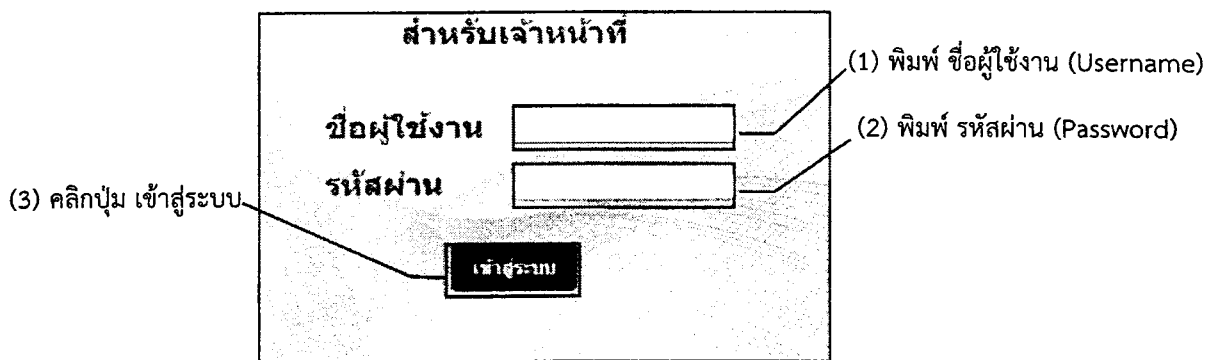 สำหรับเจ้าหน้าที่
(1) พิมพ์ ชื่อผู้ใช้งาน (Username)
ชื่อผู้ใช้งาน
(2) พิมพ์ รหัสผ่าน (Password)
รหัสผ่าน
(3) คลิกปุ่ม เข้าสู่ระบบ
เข้าสู่ระบบ